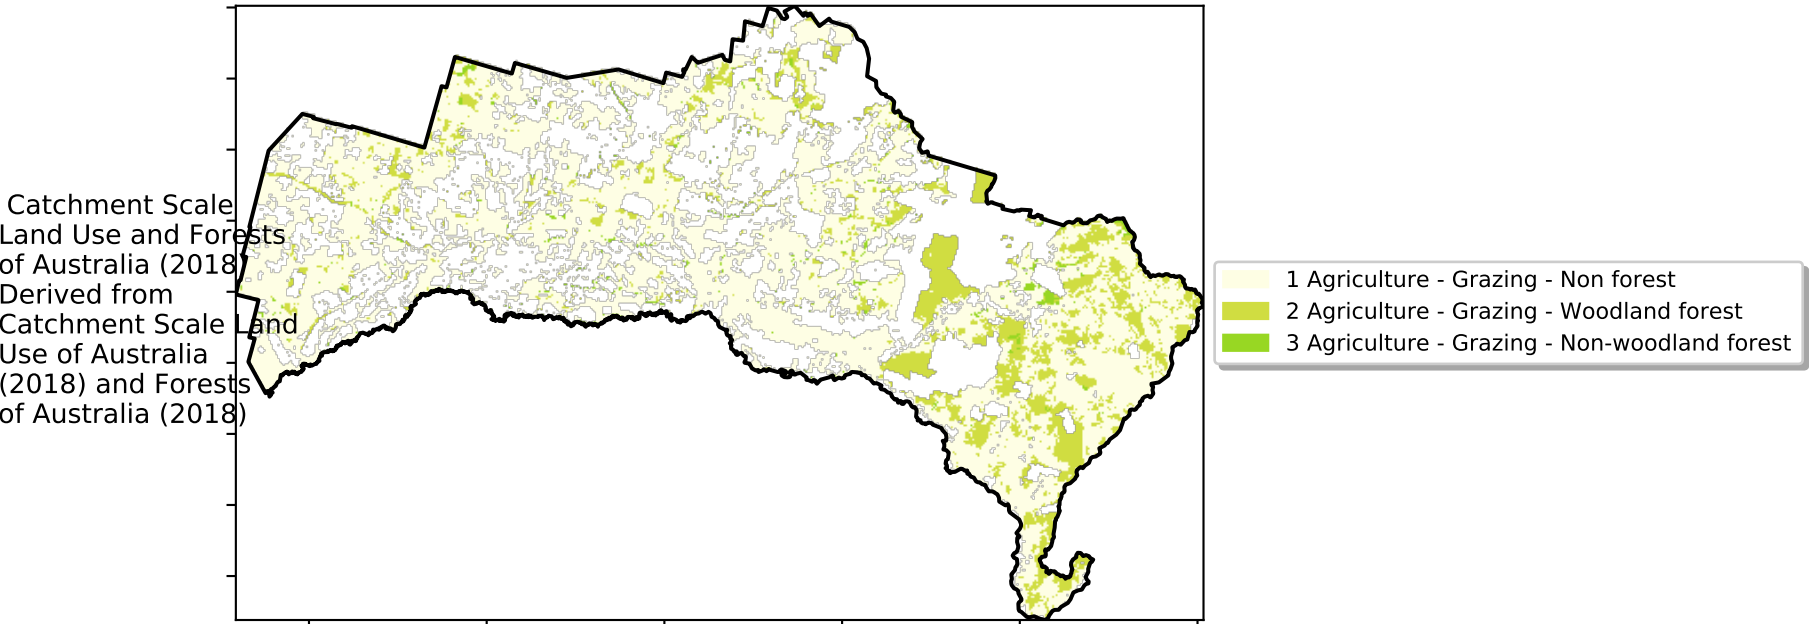 Catchment Scale
Land Use and Forests
of Australia (2018)
Derived from
Catchment Scale Land
Use of Australia
(2018) and Forests
of Australia (2018)
1 Agriculture - Grazing - Non forest
2 Agriculture - Grazing - Woodland forest
3 Agriculture - Grazing - Non-woodland forest